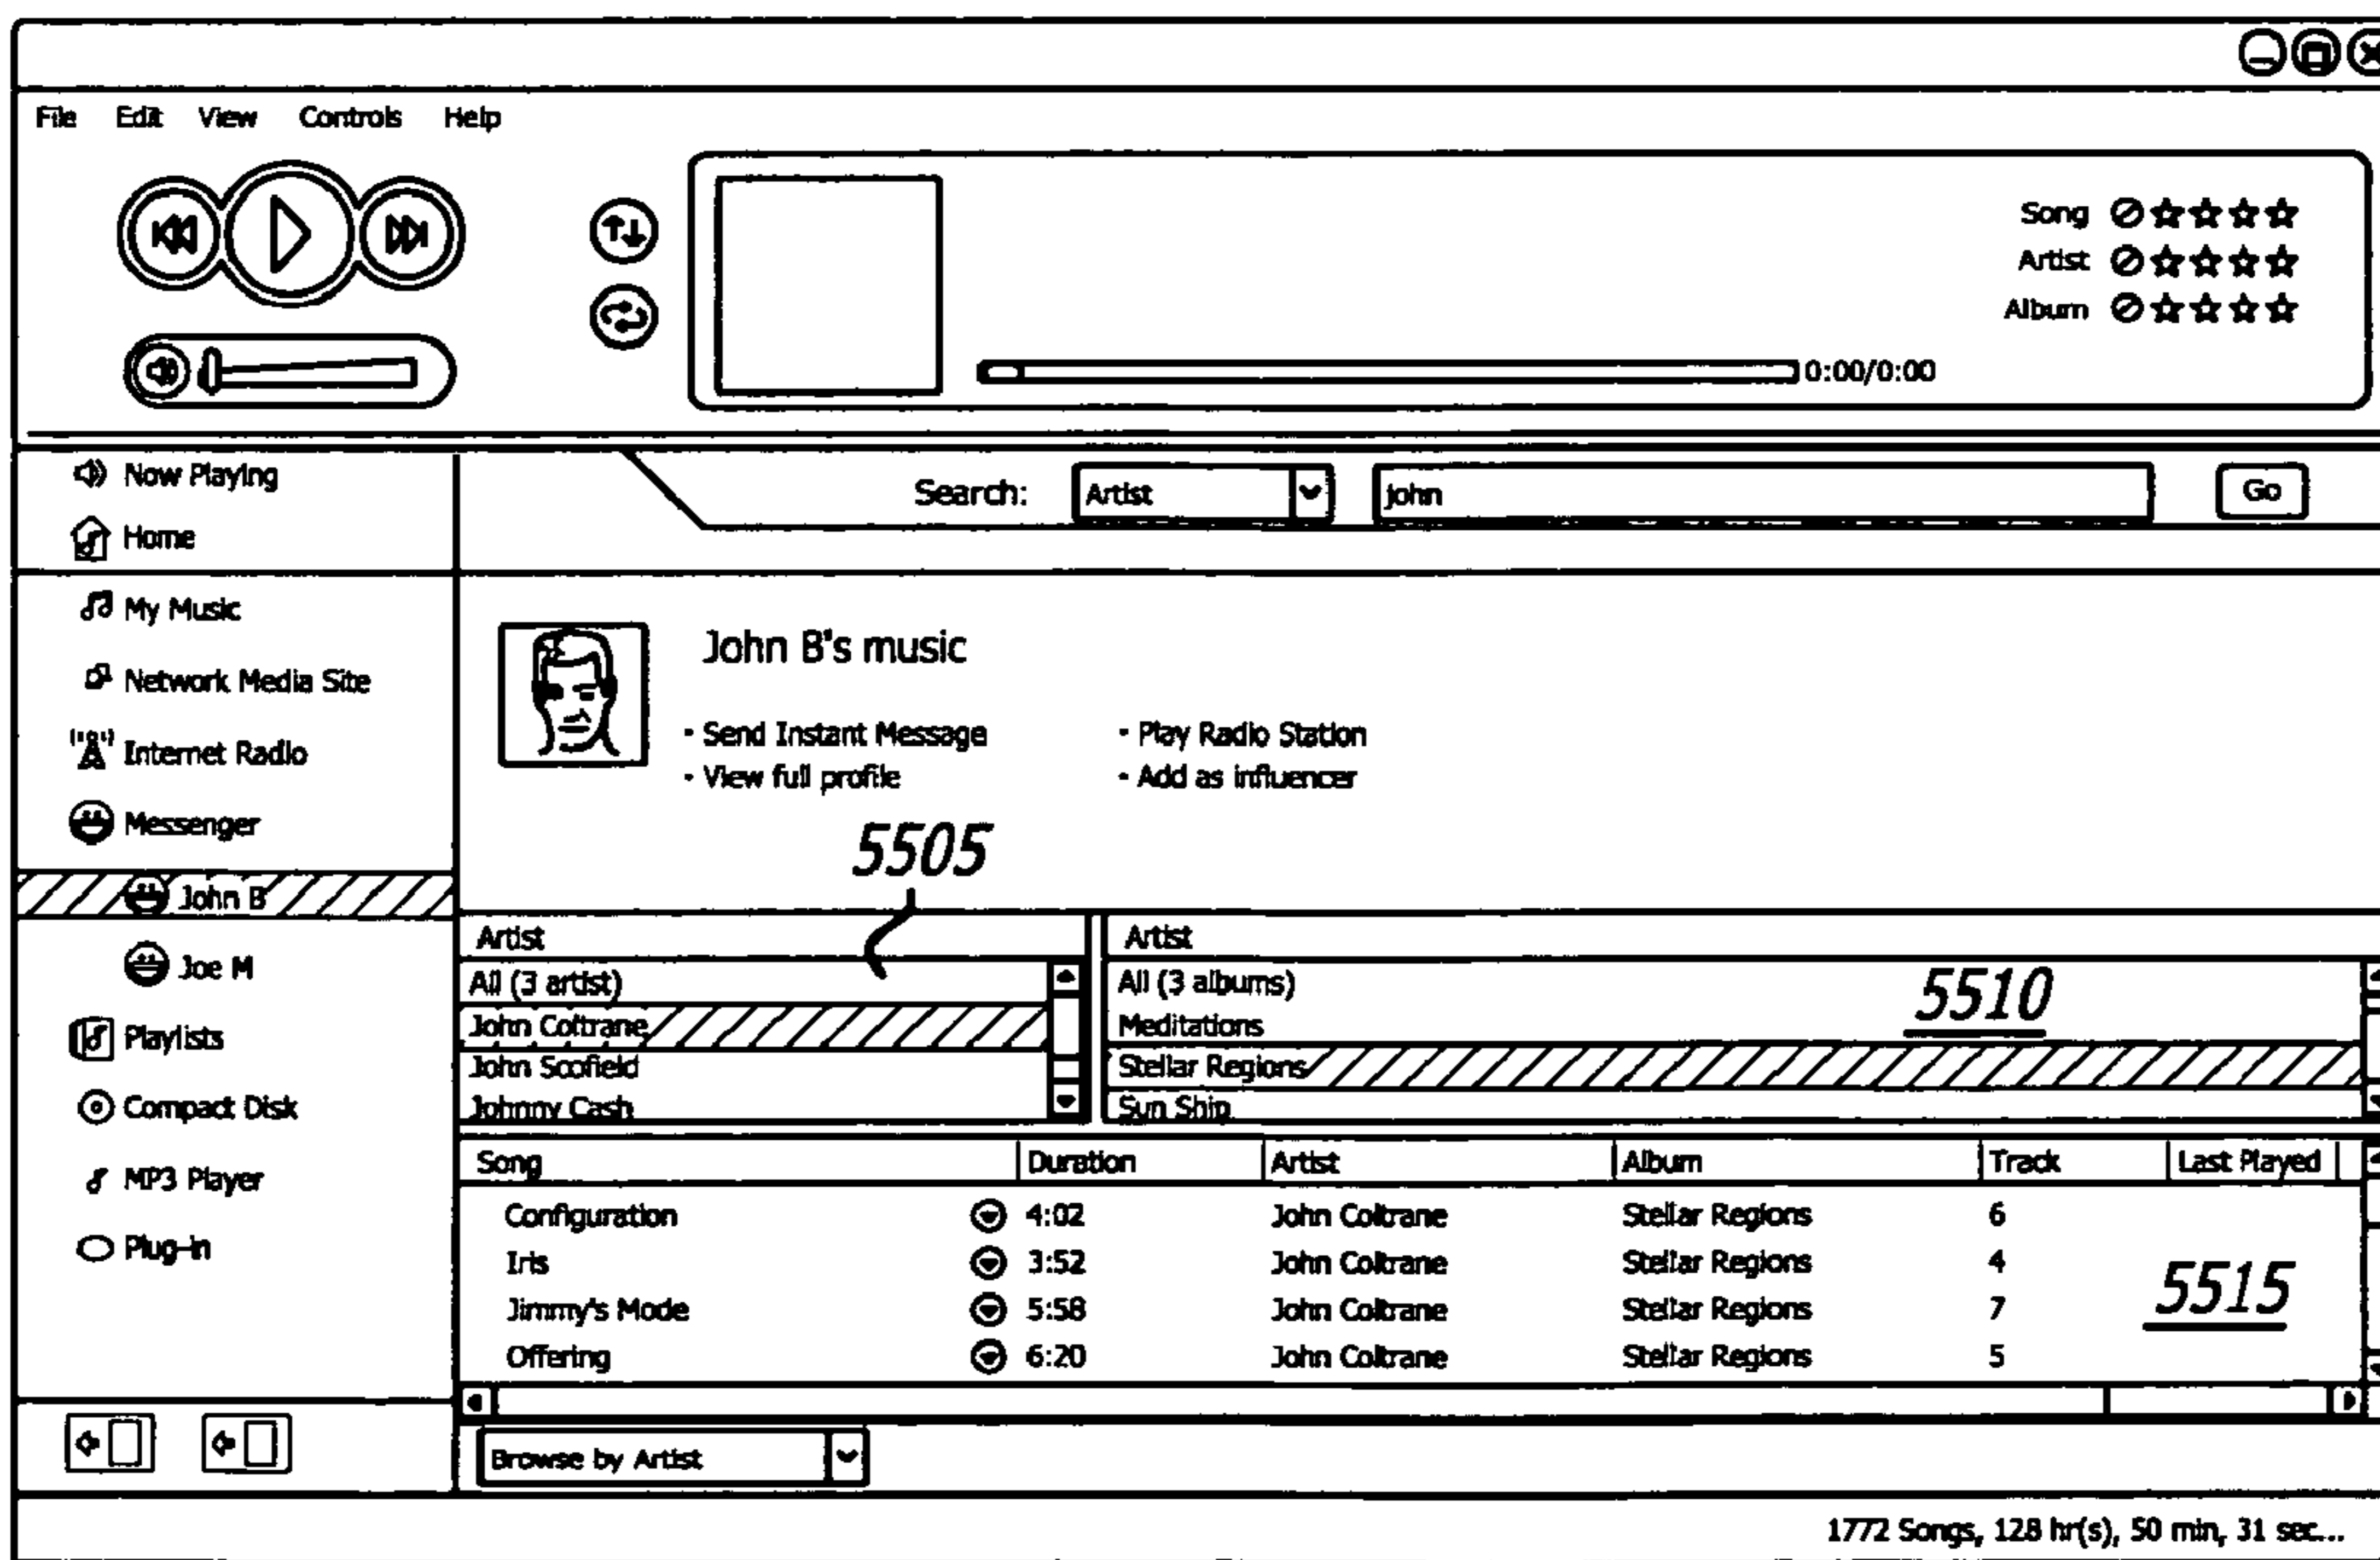 File Edit View Controls Help
Song
Artist
Album
0:00/0:00
Now Playing
Home
Search: Artist john Go
My Music
Network Media Site
Internet Radio
Messenger
John B
Joe M
Playlists
Compact Disk
MP3 Player
Plug-in
John B's music
- Send Instant Message - Play Radio Station
- View full profile - Add as influencer
5505
Artist
All (3 artist)
John Coltrane
John Scofield
Johnny Cash
Artist
All (3 albums)
5510
Meditations
Stellar Regions
Sun Ship
Song Duration Artist Album Track Last Played
Configuration 4:02 John Coltrane Stellar Regions 6
Iris 3:52 John Coltrane Stellar Regions 4
Jimmy's Mode 5:58 John Coltrane Stellar Regions 7
5515
Offering 6:20 John Coltrane Stellar Regions 5
Browse by Artist
1772 Songs, 128 hr(s), 50 min, 31 sec...